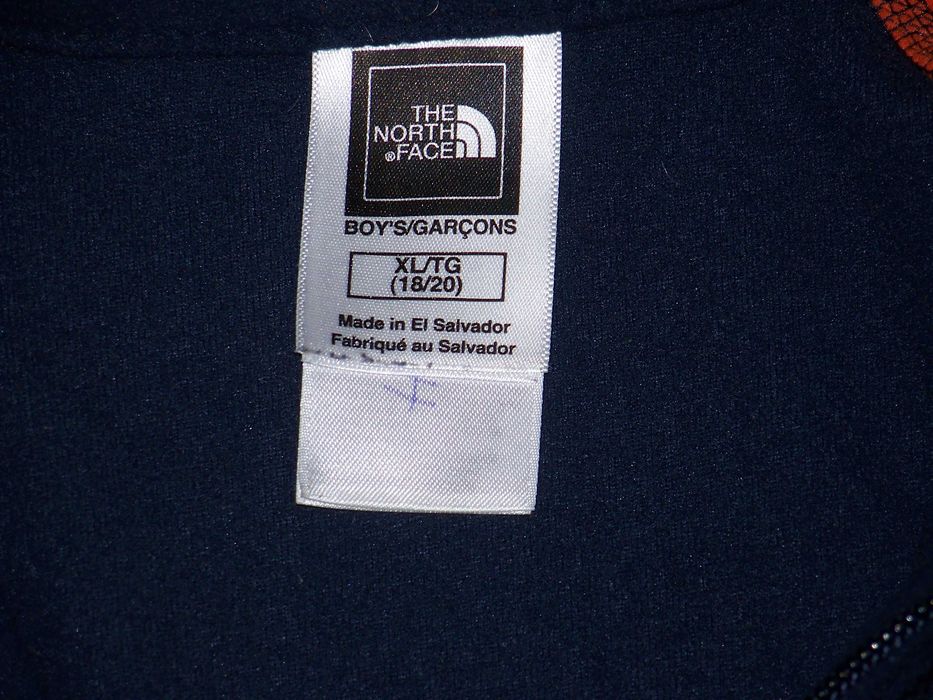 THE
NORTH
®FACE
BOY'S/GARÇONS
XL/TG
(18/20)
Made in El Salvador
Fabriqué au Salvador